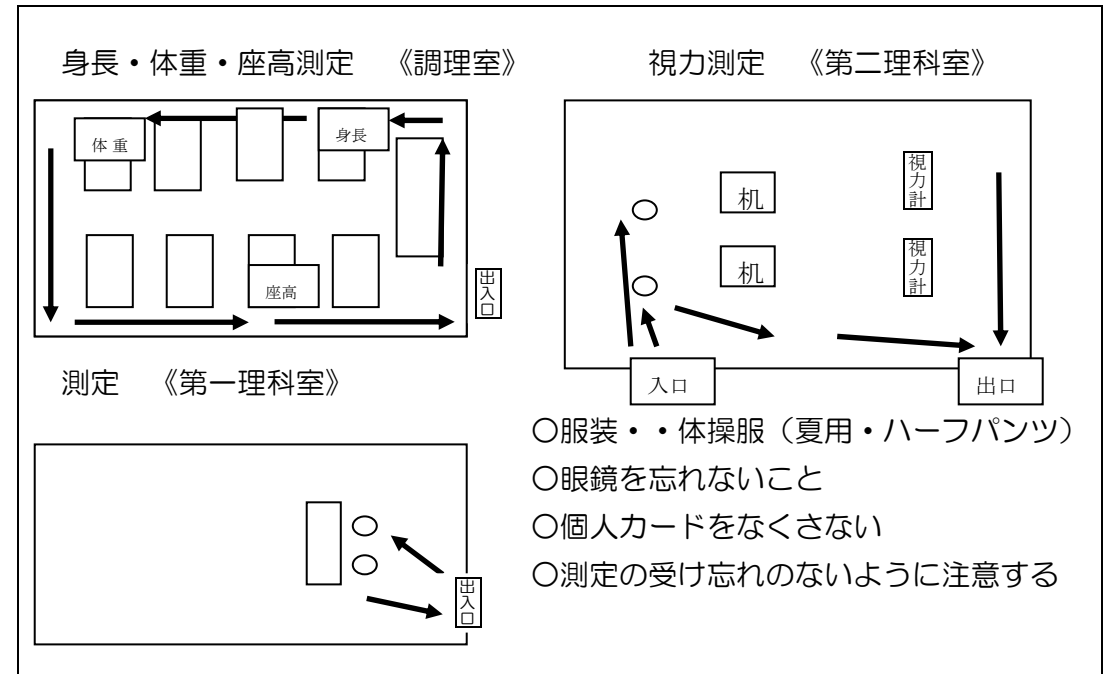 身長・体重・座高測定　《調理室》
体 重
身長
座高
出入口
視力測定　《第二理科室》
視力計
机
視力計
机
入口
出口
測定　《第一理科室》
出入口
〇服装・・体操服（夏用・ハーフパンツ）
〇眼鏡を忘れないこと
〇個人カードをなくさない
〇測定の受け忘れのないように注意する